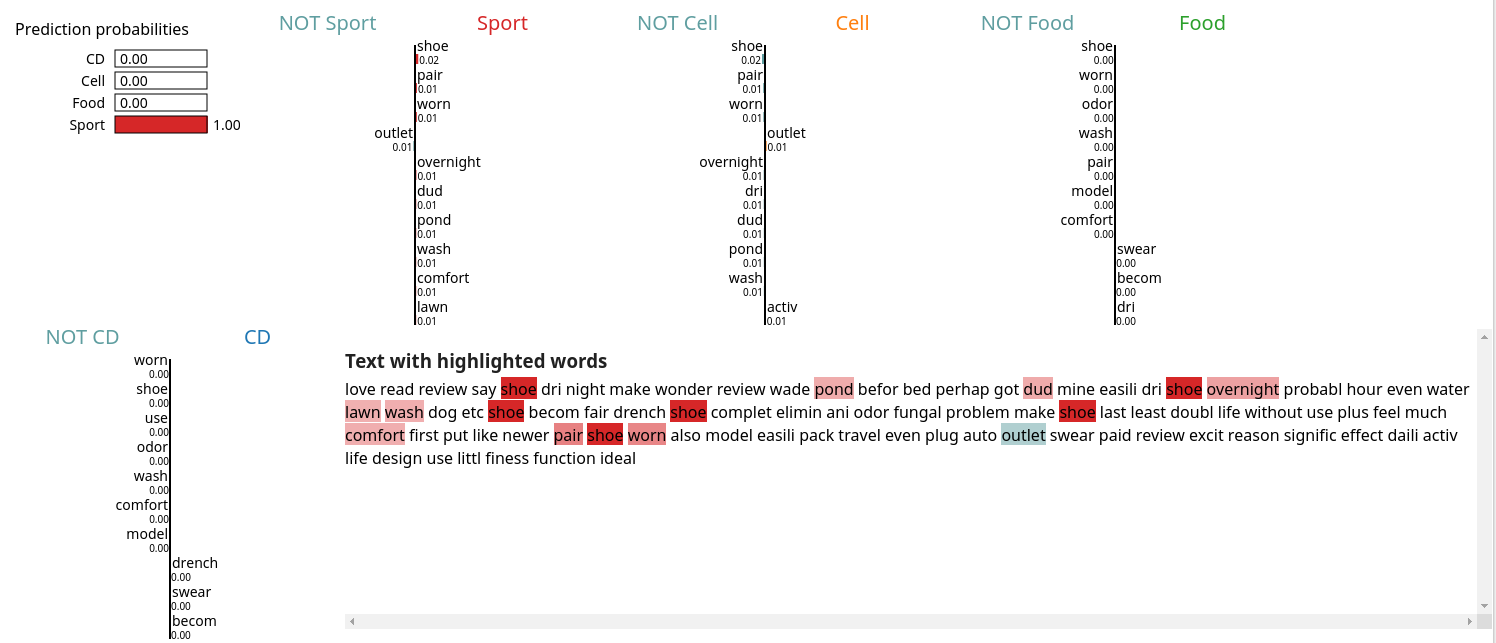 Prediction probabilities
CD 0.00
Cell 0.00
Food 0.00
Sport 1.00
NOT Sport Sport
shoe
0.02
pair
0.01
worn
0.01
outlet
0.01
overnight
0.01
dud
0.01
pond
0.01
wash
0.01
comfort
0.01
lawn
0.01
NOT Cell Cell
shoe
0.02
pair
0.01
worn
0.01
outlet
0.01
overnight
0.01
dri
0.01
dud
0.01
pond
0.01
wash
0.01
activ
0.01
NOT Food Food
shoe
0.00
worn
0.00
odor
0.00
wash
0.00
pair
0.00
model
0.00
comfort
0.00
swear
0.00
becom
0.00
dri
0.00
NOT CD CD
worn
0.00
shoe
0.00
use
0.00
odor
0.00
wash
0.00
comfort
0.00
model
0.00
drench
0.00
swear
0.00
becom
0.00
Text with highlighted words
love read review say shoe dri night make wonder review wade pond befor bed perhap got dud mine easili dri shoe overnight probabl hour even water
lawn wash dog etc shoe becom fair drench shoe complet elimin ani odor fungal problem make shoe last least doubl life without use plus feel much
comfort first put like newer pair shoe worn also model easili pack travel even plug auto outlet swear paid review excit reason signific effect daili activ
life design use littl finess function ideal